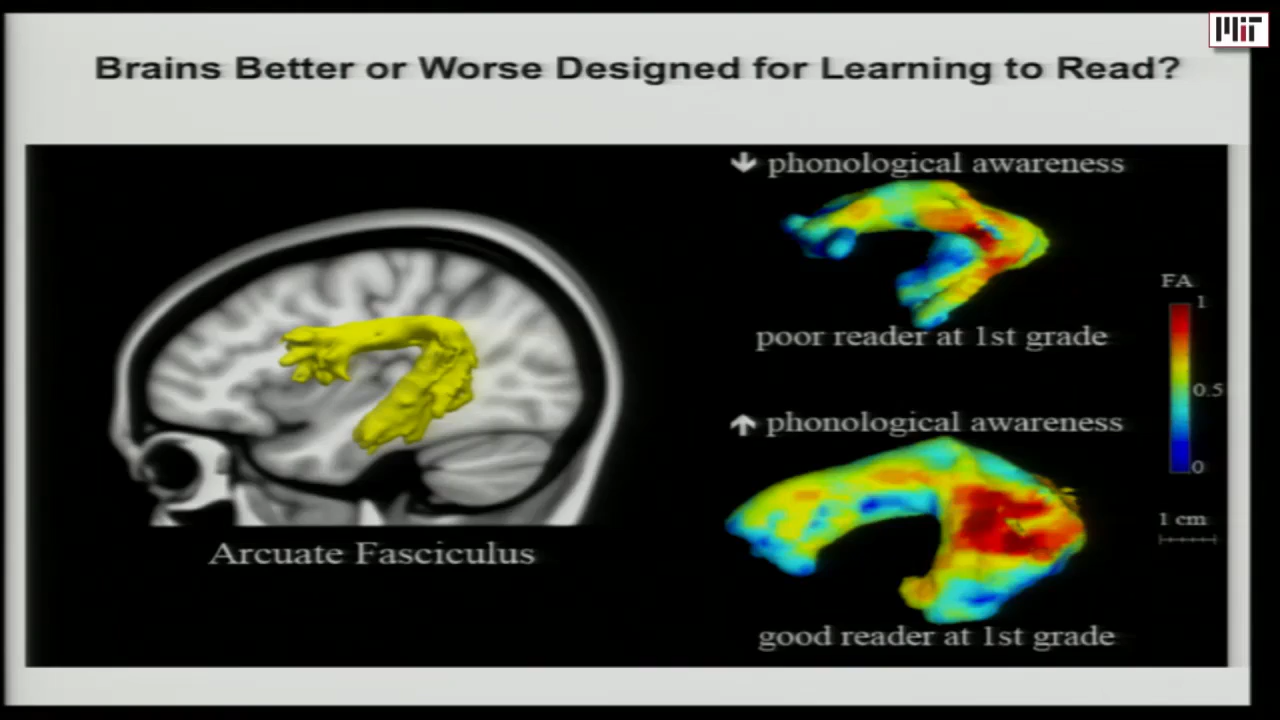 MIT
Brains Better or Worse Designed for Learning to Read?
phonological awareness
poor reader at 1st grade
FA
1
0.5
0
phonological awareness
1 cm
good reader at 1st grade
Arcuate Fasciculus